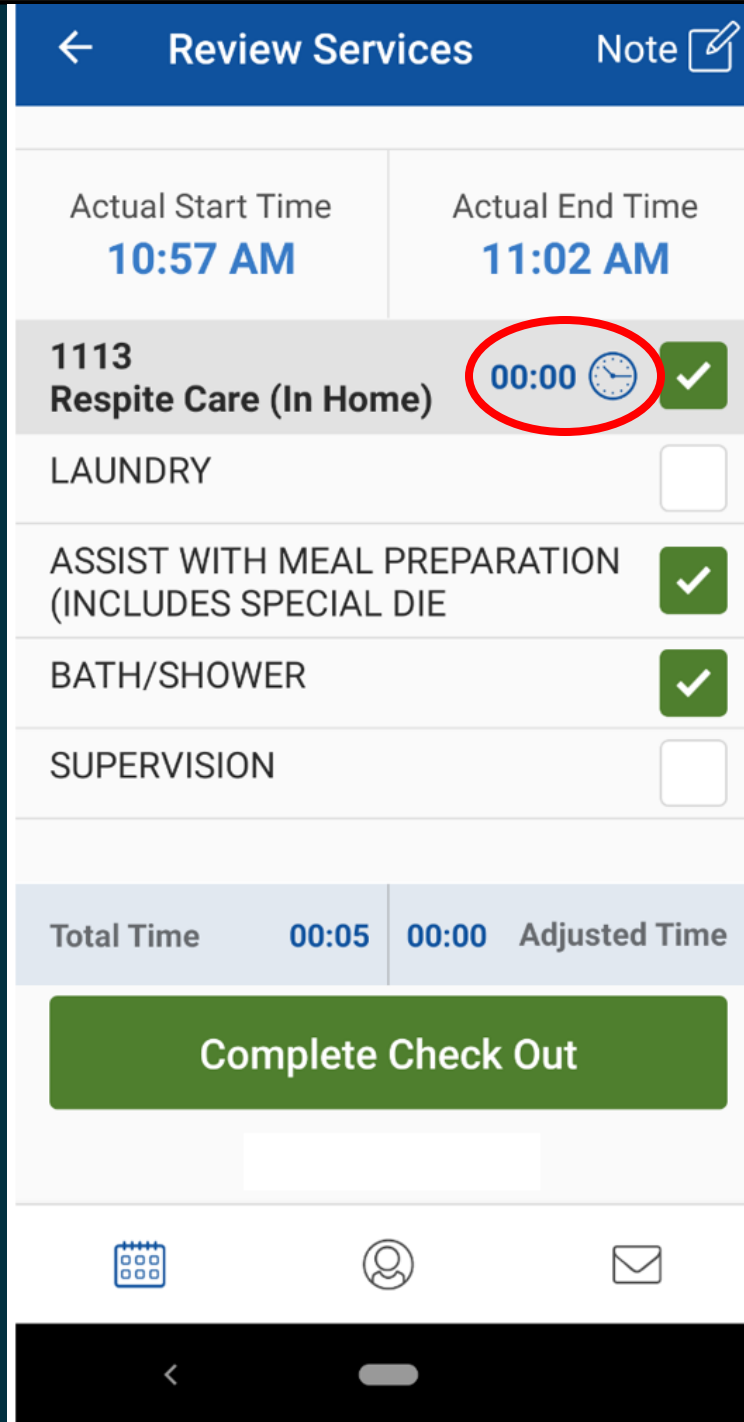 Review Services Note
Actual Start Time Actual End Time
10:57 AM 11:02 AM
1113
Respite Care (In Home) 00:00
LAUNDRY
ASSIST WITH MEAL PREPARATION
(INCLUDES SPECIAL DIE
BATH/SHOWER
SUPERVISION
Total Time 00:05 00:00 Adjusted Time
Complete Check Out